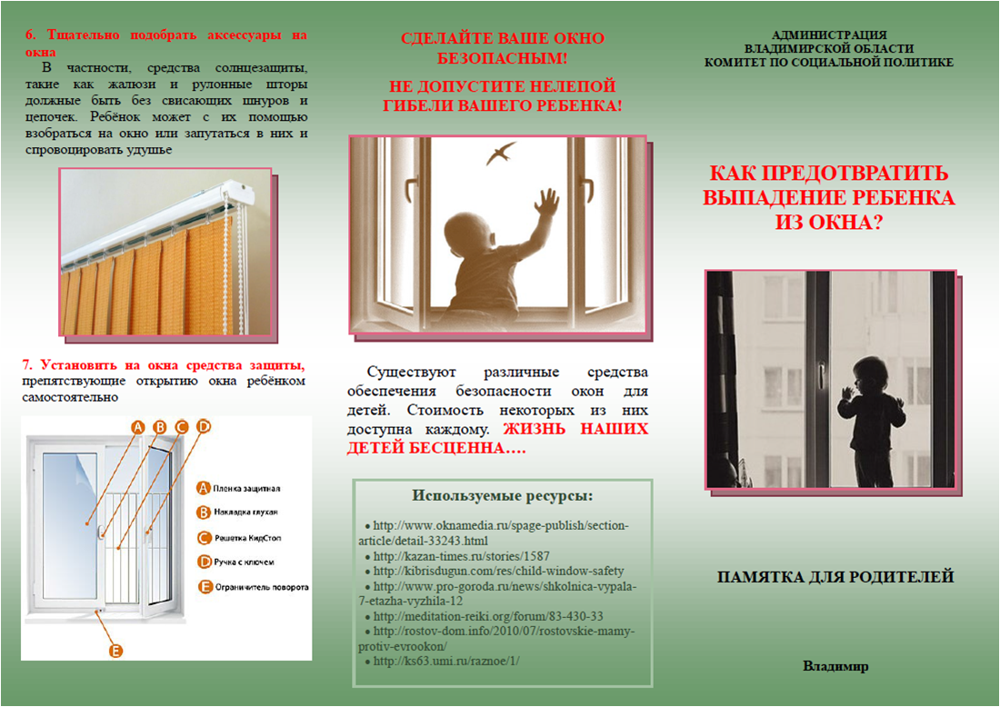 6. Тщательно подобрать аксессуары на
окна
В частности, средства солнцезащиты,
такие как жалюзи и рулонные шторы
должные быть без свисающих шнуров и
цепочек. Ребёнок может с их помощью
взобраться на окно или запутаться в них и
спровоцировать удушье
7. Установить на окна средства защиты,
препятствующие открытию окна ребёнком
самостоятельно
A B C D
A Пленка защитная
B Накладка глухая
C Решетка КидСтоп
D Ручка с ключем
E Ограничитель поворота
E
СДЕЛАЙТЕ ВАШЕ ОКНО
БЕЗОПАСНЫМ!
НЕ ДОПУСТИТЕ НЕЛЕПОЙ
ГИБЕЛИ ВАШЕГО РЕБЕНКА!
Существуют различные средства
обеспечения безопасности окон для
детей. Стоимость некоторых из них
доступна каждому. ЖИЗНЬ НАШИХ
ДЕТЕЙ БЕСЦЕННА….
Используемые ресурсы:
• http://www.oknamedia.ru/spage-publish/section-
article/detail-33243.html
• http://kazan-times.ru/stories/1587
• http://kibrisdugun.com/res/child-window-safety
• http://www.pro-goroda.ru/news/shkolnica-vypala-
7-etazha-vyzhila-12
• http://meditation-reiki.org/forum/83-430-33
• http://rostov-dom.info/2010/07/rostovskie-mamy-
protiv-evrookon/
• http://ks63.umi.ru/raznoe/1/
АДМИНИСТРАЦИЯ
ВЛАДИМИРСКОЙ ОБЛАСТИ
КОМИТЕТ ПО СОЦИАЛЬНОЙ ПОЛИТИКЕ
КАК ПРЕДОТВРАТИТЬ
ВЫПАДЕНИЕ РЕБЕНКА
ИЗ ОКНА?
ПАМЯТКА ДЛЯ РОДИТЕЛЕЙ
Владимир